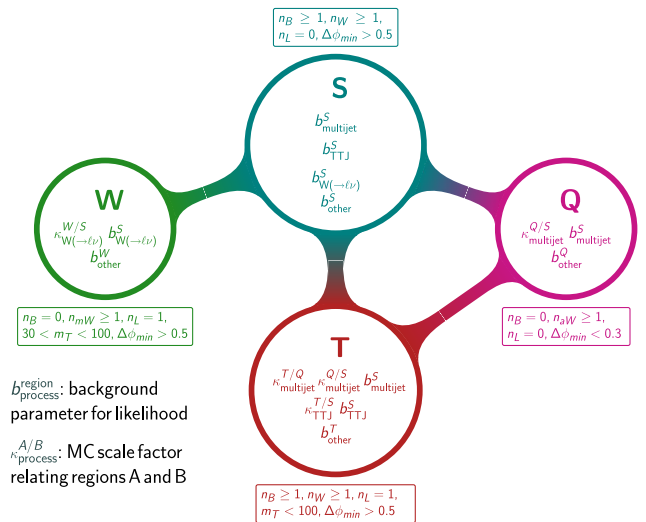 n_B ≥ 1, n_W ≥ 1,
n_L = 0, Δϕ_min > 0.5
S
b^S_multijet
b^S_TTJ
b^S_W(→ℓν)
b^S_other
W
κ^W/S_W(→ℓν) b^S_W(→ℓν)
b^W_other
n_B = 0, n_mW ≥ 1, n_L = 1,
30 < m_T < 100, Δϕ_min > 0.5
Q
κ^Q/S_multijet b^S_multijet
b^Q_other
n_B = 0, n_aW ≥ 1,
n_L = 0, Δϕ_min < 0.3
T
κ^T/Q_multijet κ^Q/S_multijet b^S_multijet
κ^T/S_TTJ b^S_TTJ
b^T_other
n_B ≥ 1, n_W ≥ 1, n_L = 1,
m_T < 100, Δϕ_min > 0.5
b^region_process: background
parameter for likelihood
κ^A/B_process: MC scale factor
relating regions A and B